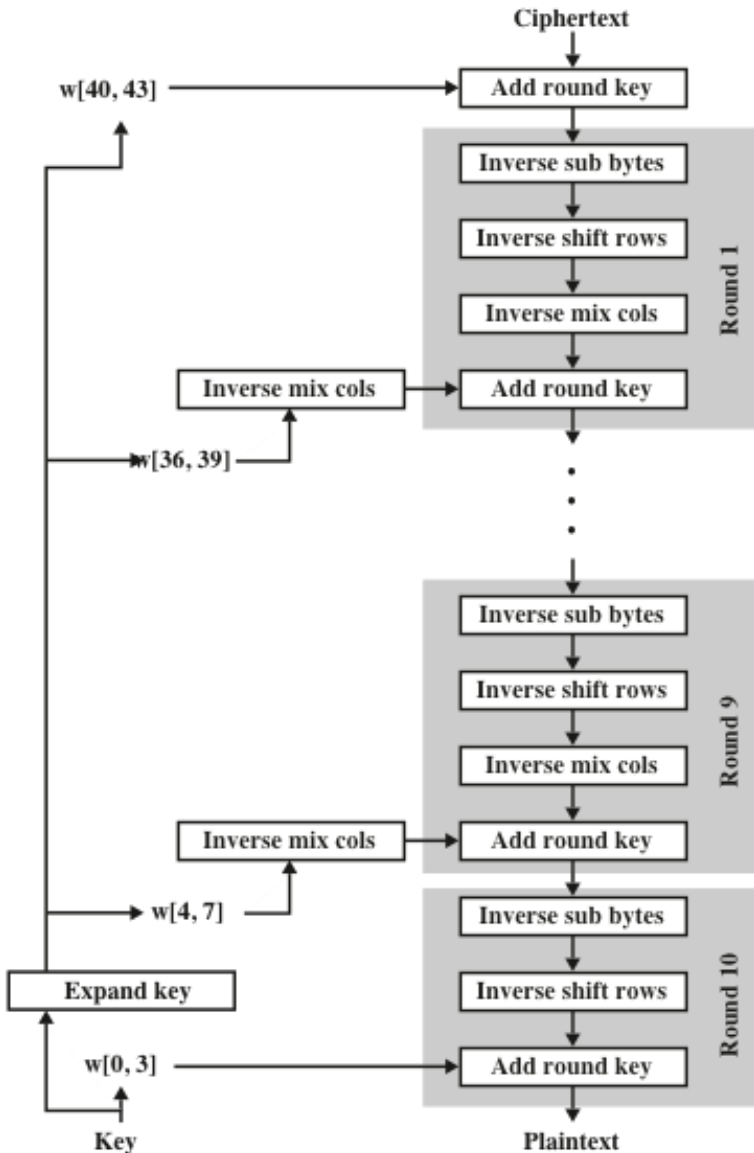 Ciphertext
w[40, 43]
Add round key
Inverse sub bytes
Inverse shift rows
Round 1
Inverse mix cols
Inverse mix cols
Add round key
w[36, 39]
Inverse sub bytes
Inverse shift rows
Round 9
Inverse mix cols
Inverse mix cols
Add round key
w[4, 7]
Inverse sub bytes
Expand key
Inverse shift rows
Round 10
w[0, 3]
Add round key
Key
Plaintext